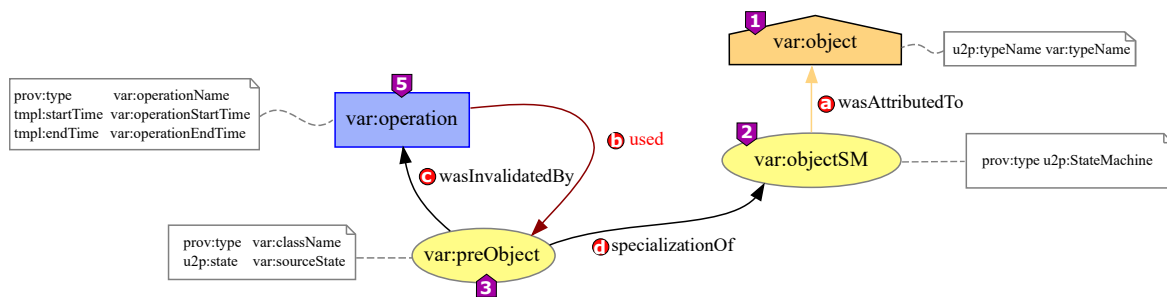 1
var:object
u2p:typeName var:typeName
5
prov:type var:operationName
tmpl:startTime var:operationStartTime
tmpl:endTime var:operationEndTime
var:operation
a wasAttributedTo
b used
2
var:objectSM
prov:type u2p:StateMachine
c wasInvalidatedBy
prov:type var:className
u2p:state var:sourceState
var:preObject
d specializationOf
3